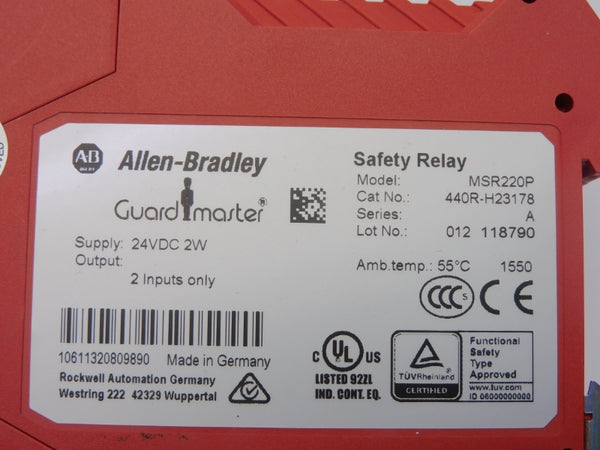 AB
Allen-Bradley
Guardmaster®
Supply: 24VDC 2W
Output:
2 Inputs only
10611320809890 Made in Germany
Rockwell Automation Germany
Westring 222 42329 Wuppertal
Safety Relay
Model: MSR220P
Cat No.: 440R-H23178
Series: A
Lot No.: 012 118790
Amb.temp.: 55°C 1550
CCC CE
C UL US
LISTED 92ZL
IND. CONT. EQ.
TÜVRheinland
CERTIFIED
Functional
Safety
Type
Approved
www.tuv.com
ID 06000000000